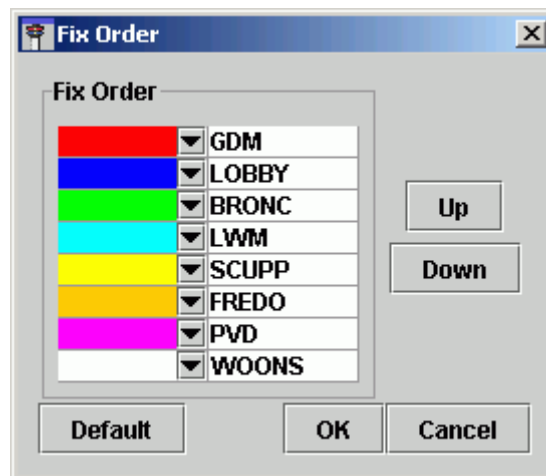 Fix Order
Fix Order
GDM
LOBBY
BRONC
LWM
SCUPP
FREDO
PVD
WOONS
Up
Down
Default
OK
Cancel